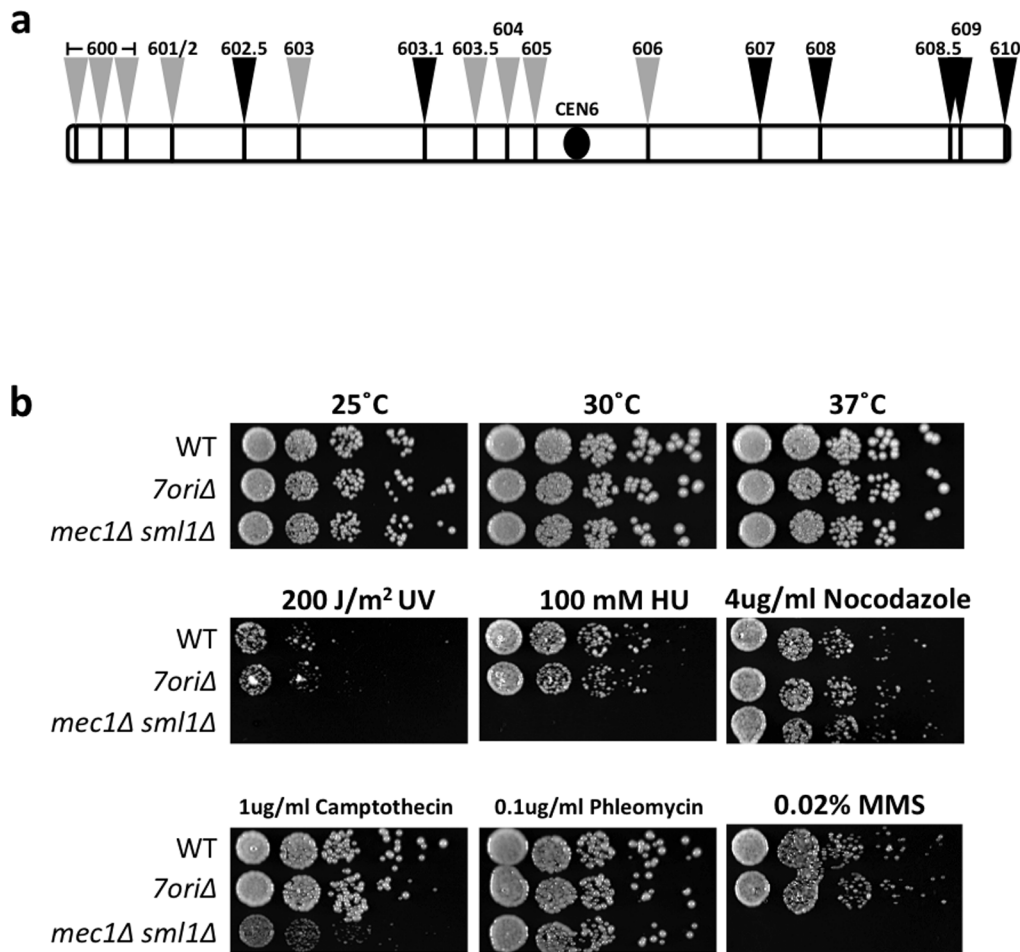 a
604 609
600 601/2 602.5 603 603.1 603.5 605 606 607 608 608.5 610
CEN6
b
25˚C 30˚C 37˚C
WT
7oriΔ
mec1Δ sml1Δ
200 J/m² UV 100 mM HU 4ug/ml Nocodazole
WT
7oriΔ
mec1Δ sml1Δ
1ug/ml Camptothecin 0.1ug/ml Phleomycin 0.02% MMS
WT
7oriΔ
mec1Δ sml1Δ